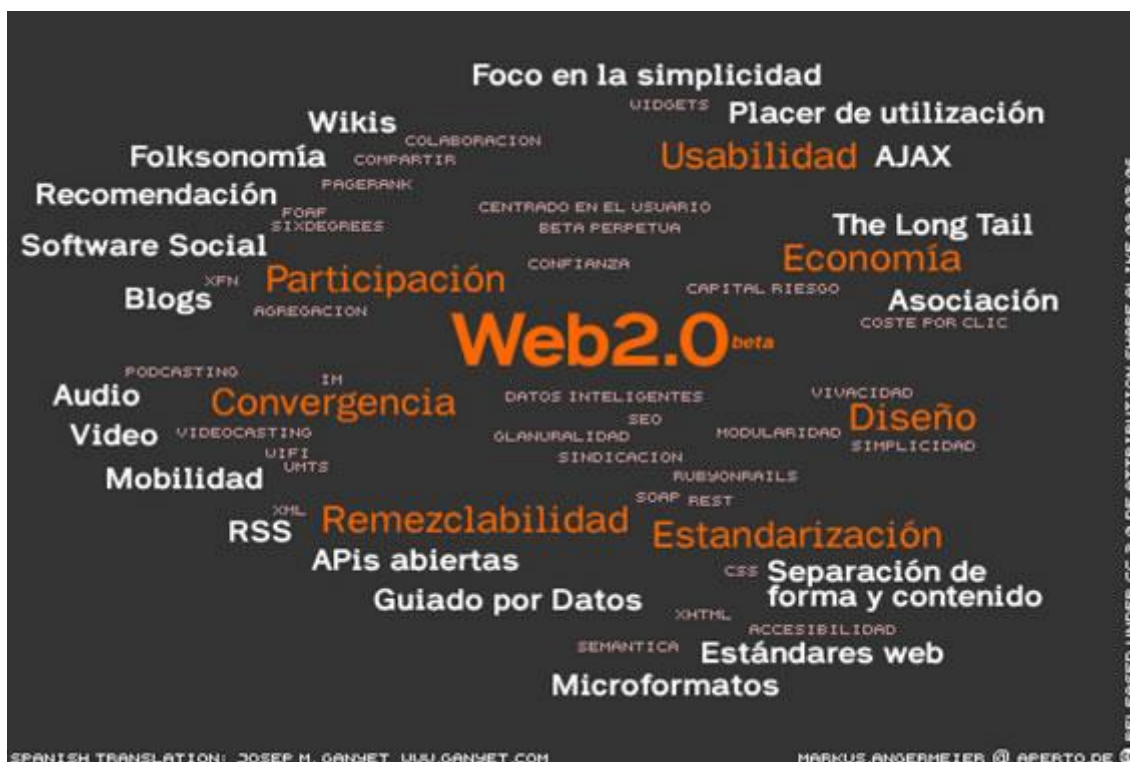 Foco en la simplicidad
WIDGETS
Placer de utilización
Wikis
COLABORACION
Usabilidad AJAX
Folksonomía
COMPARTIR
Recomendación
PAGERANK
FOAF
SIXDEGREES
CENTRADO EN EL USUARIO
BETA PERPETUA
The Long Tail
Software Social
CONFIANZA
Economía
XFN
Participación
CAPITAL RIESGO
Blogs
AGREGACION
Asociación
COSTE POR CLIC
Web2.0 beta
PODCASTING
IM
Audio
Convergencia
DATOS INTELIGENTES
VIVACIDAD
Diseño
SEO
Video
VIDEOCASTING
GLANURALIDAD
MODULARIDAD
SIMPLICIDAD
WIFI
SINDICACION
UMTS
Mobilidad
RUBYONRAILS
SOAP REST
XML
RSS
Remezclabilidad
Estandarización
APis abiertas
CSS
Separación de
forma y contenido
Guiado por Datos
XHTML
ACCESIBILIDAD
SEMANTICA
Estándares web
Microformatos
SPANISH TRANSLATION: JOSEP M. GANYET WWW.GANYET.COM
MARKUS.ANGERMEIER @ APERTO.DE